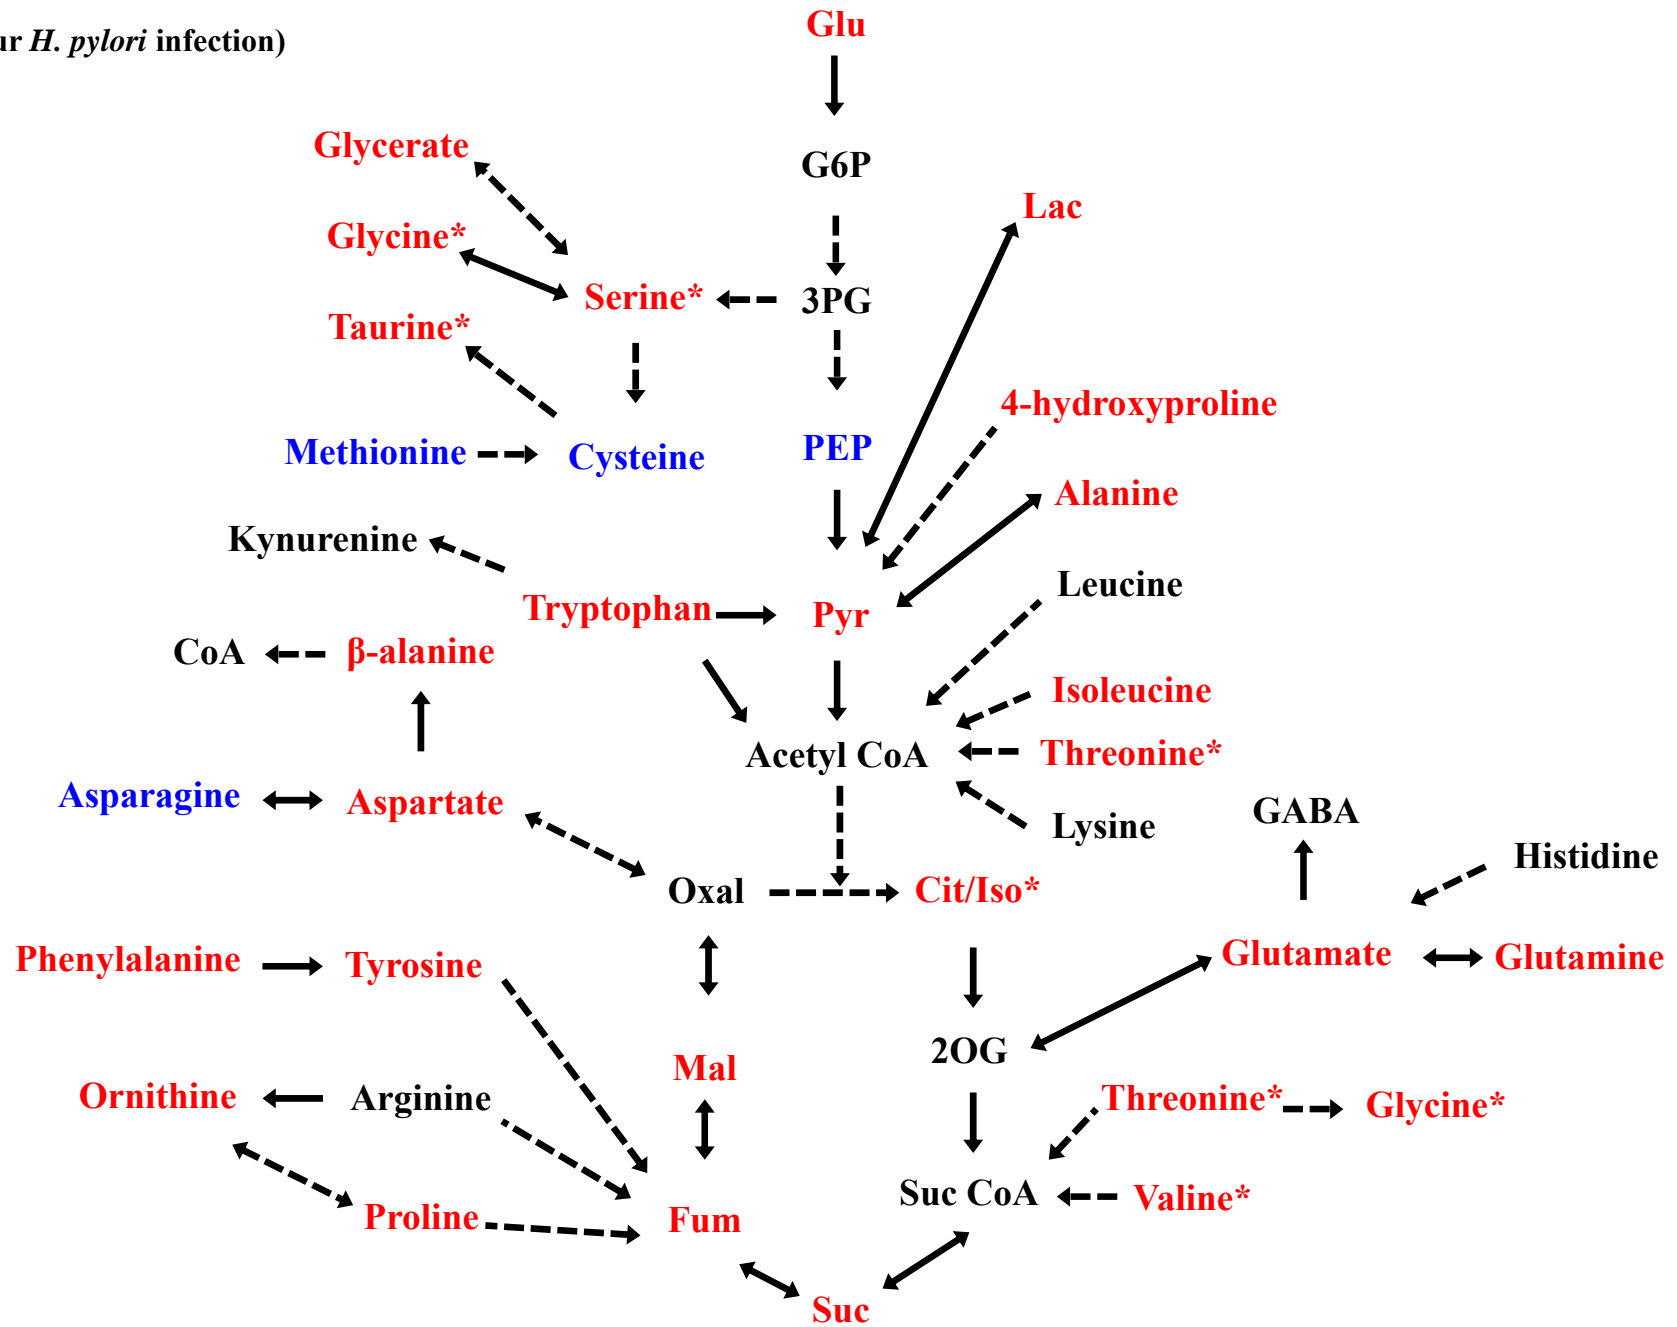 Glu
ur H. pylori infection)
Glycerate
G6P
Lac
Glycine*
Serine*
3PG
Taurine*
4-hydroxyproline
Methionine
Cysteine
PEP
Alanine
Kynurenine
Leucine
Tryptophan
Pyr
CoA
β-alanine
Isoleucine
Acetyl CoA
Threonine*
Asparagine
Aspartate
GABA
Lysine
Histidine
Oxal
Cit/Iso*
Phenylalanine
Tyrosine
Glutamate
Glutamine
2OG
Mal
Ornithine
Arginine
Threonine*
Glycine*
Suc CoA
Valine*
Proline
Fum
Suc